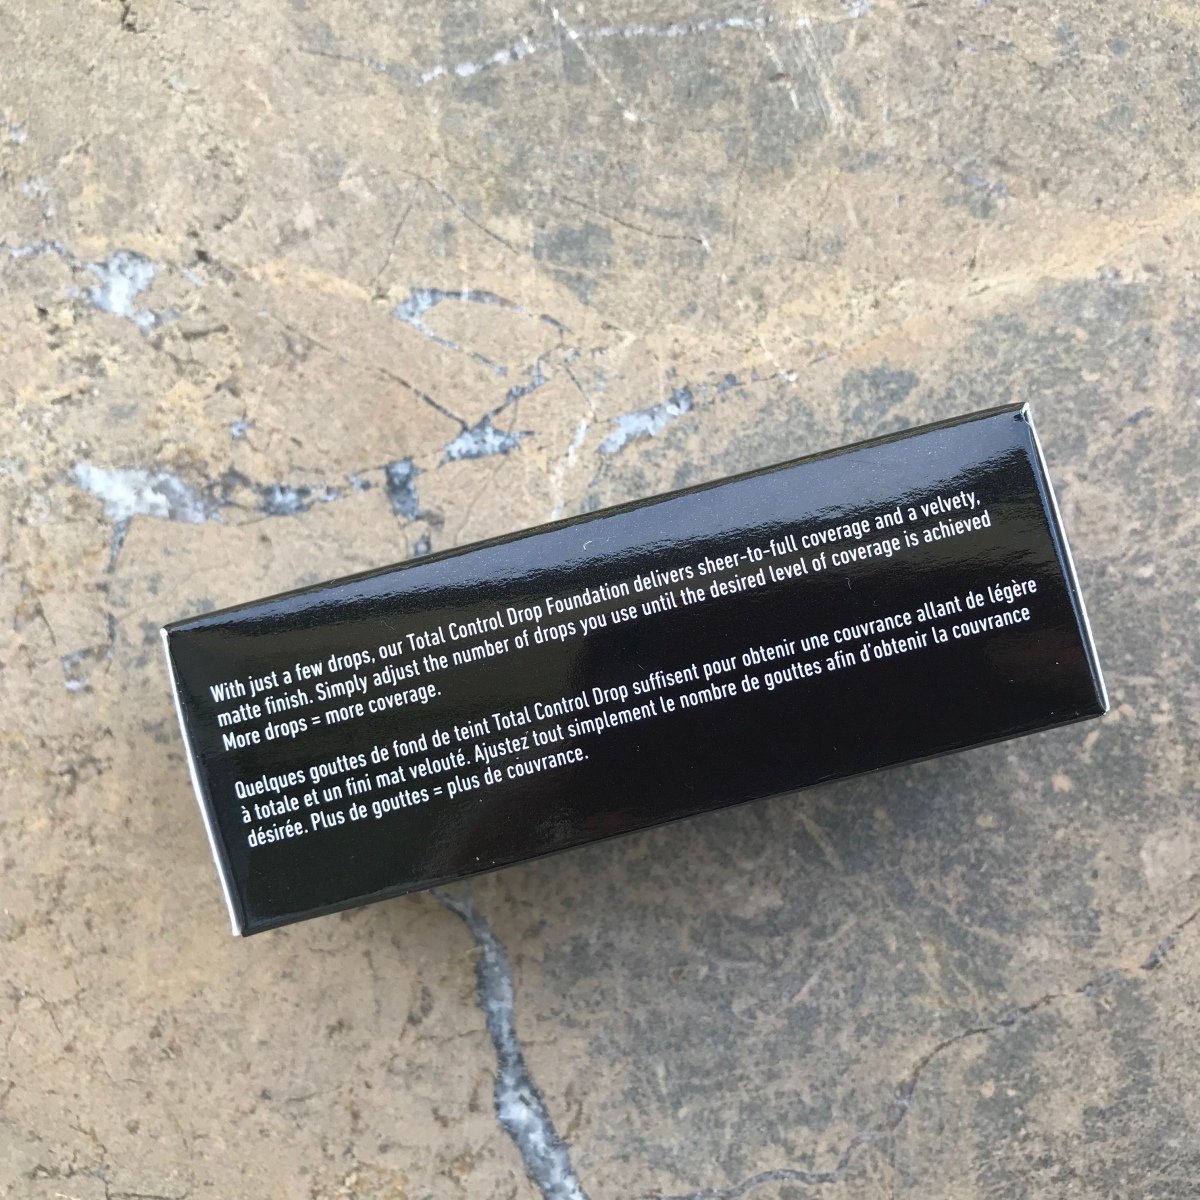 With just a few drops, our Total Control Drop Foundation delivers sheer-to-full coverage and a velvety,
matte finish. Simply adjust the number of drops you use until the desired level of coverage is achieved
More drops = more coverage.
Quelques gouttes de fond de teint Total Control Drop suffisent pour obtenir une couvrance allant de légère
à totale et un fini mat velouté. Ajustez tout simplement le nombre de gouttes afin d'obtenir la couvrance
désirée. Plus de gouttes = plus de couvrance.